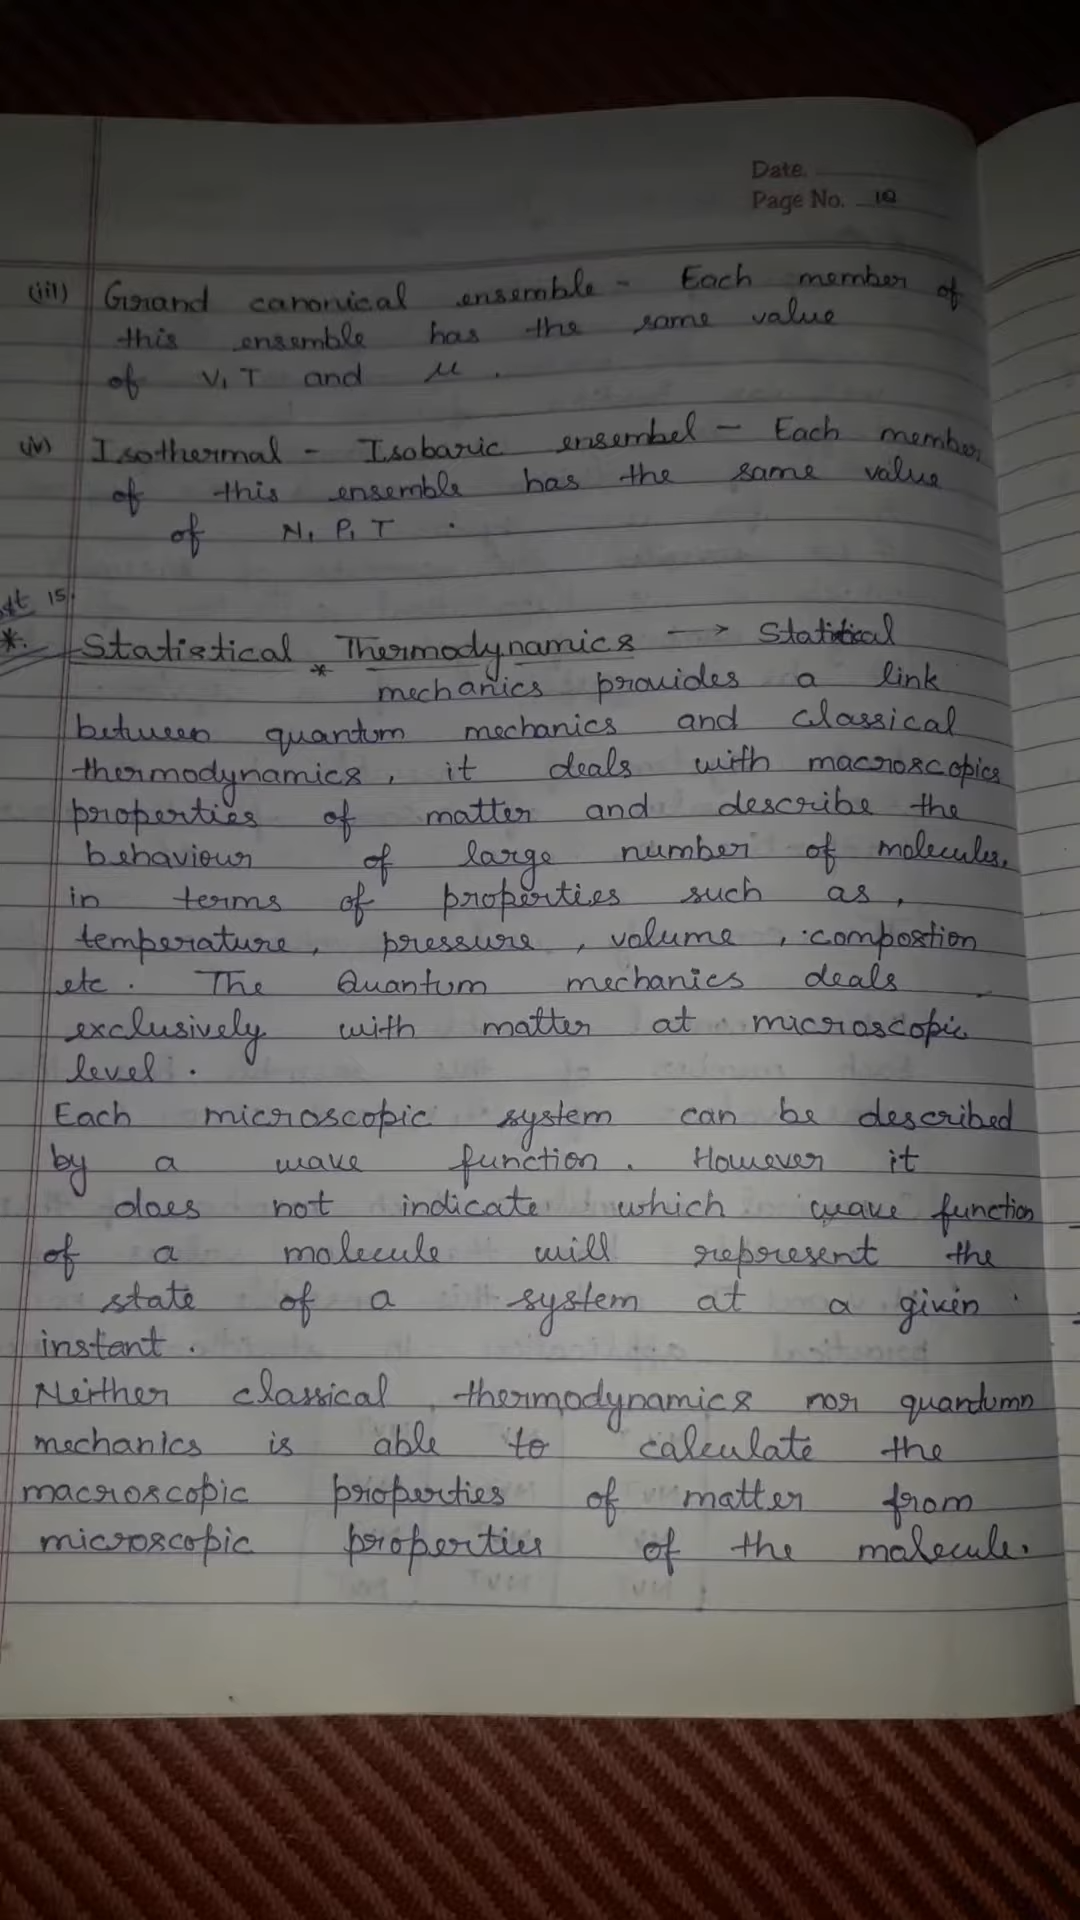 Date.
Page No. 10
(iii) Grand canonical ensemble - Each member of
this ensemble has the same value
of V, T and μ .
(iv) Isothermal - Isobaric ensembel - Each member
of this ensemble has the same value
of N, P, T .
15
*. Statistical Thermodynamics → Statistical
*
mechanics provides a link
between quantum mechanics and classical
thermodynamics, it deals with macroscopics
properties of matter and describe the
behaviour of large number of molecules,
in terms of properties such as ,
temperature , pressure , volume , compostion
etc . The Quantum mechanics deals
exclusively with matter at microscopic
level .
Each microscopic system can be described
by a wave function . However it
does not indicate which wave function
of a molecule will represent the
state of a system at a given
instant .
Neither classical thermodynamics nor quantumn
mechanics is able to calculate the
macroscopic properties of matter from
microscopic properties of the molecule.